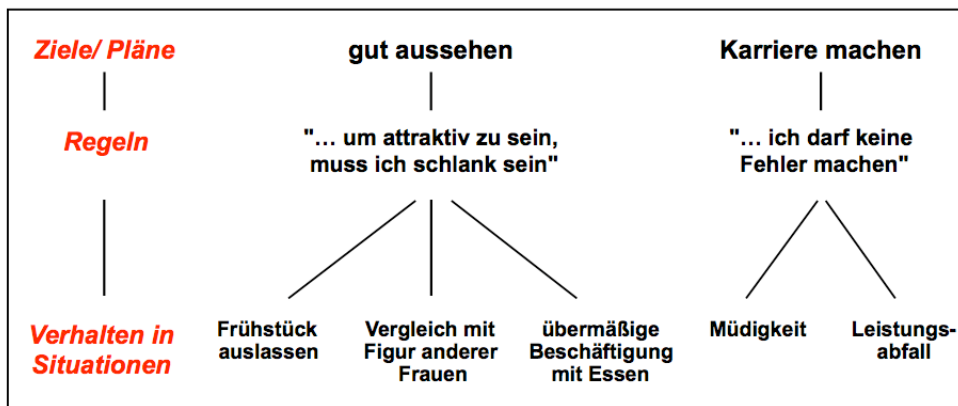 Ziele/ Pläne
gut aussehen
Karriere machen
Regeln
"... um attraktiv zu sein,
muss ich schlank sein"
"... ich darf keine
Fehler machen"
Verhalten in
Situationen
Frühstück
auslassen
Vergleich mit
Figur anderer
Frauen
übermäßige
Beschäftigung
mit Essen
Müdigkeit
Leistungs-
abfall